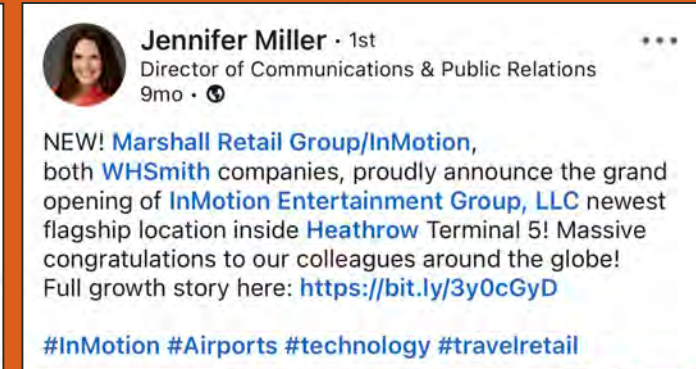 Jennifer Miller · 1st
Director of Communications & Public Relations
9mo ·
NEW! Marshall Retail Group/InMotion,
both WHSmith companies, proudly announce the grand
opening of InMotion Entertainment Group, LLC newest
flagship location inside Heathrow Terminal 5! Massive
congratulations to our colleagues around the globe!
Full growth story here: https://bit.ly/3y0cGyD
#InMotion #Airports #technology #travelretail